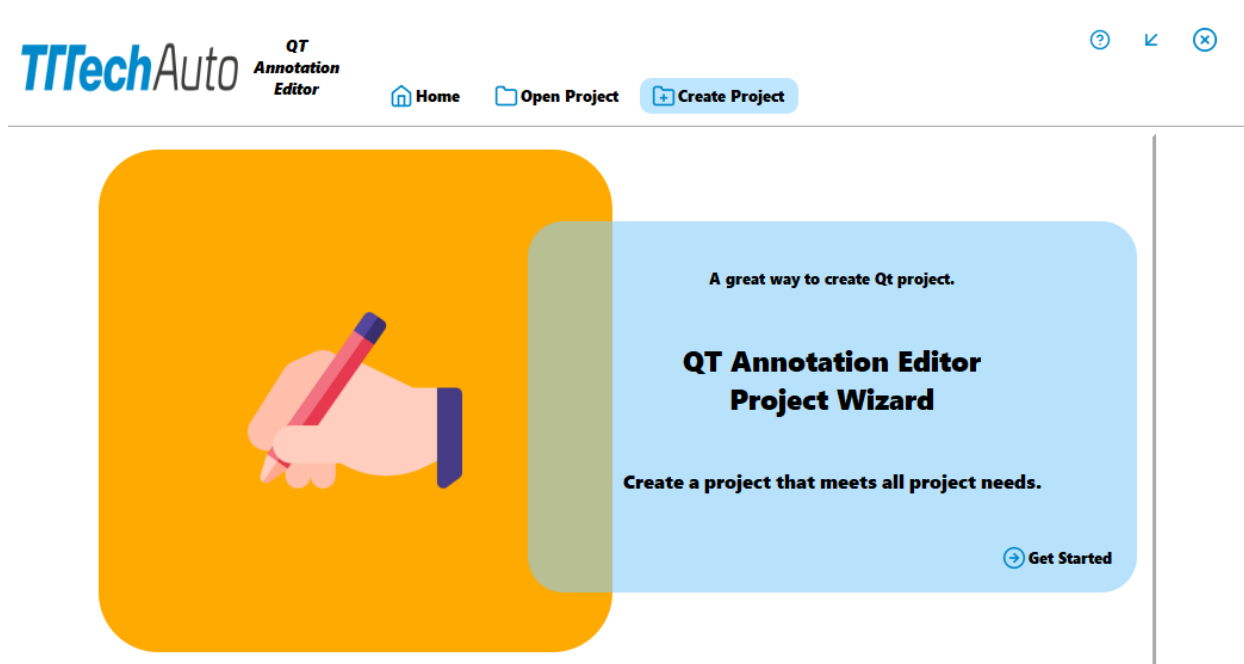 TTTechAuto
QT
Annotation
Editor
Home
Open Project
Create Project
A great way to create Qt project.
QT Annotation Editor
Project Wizard
Create a project that meets all project needs.
Get Started